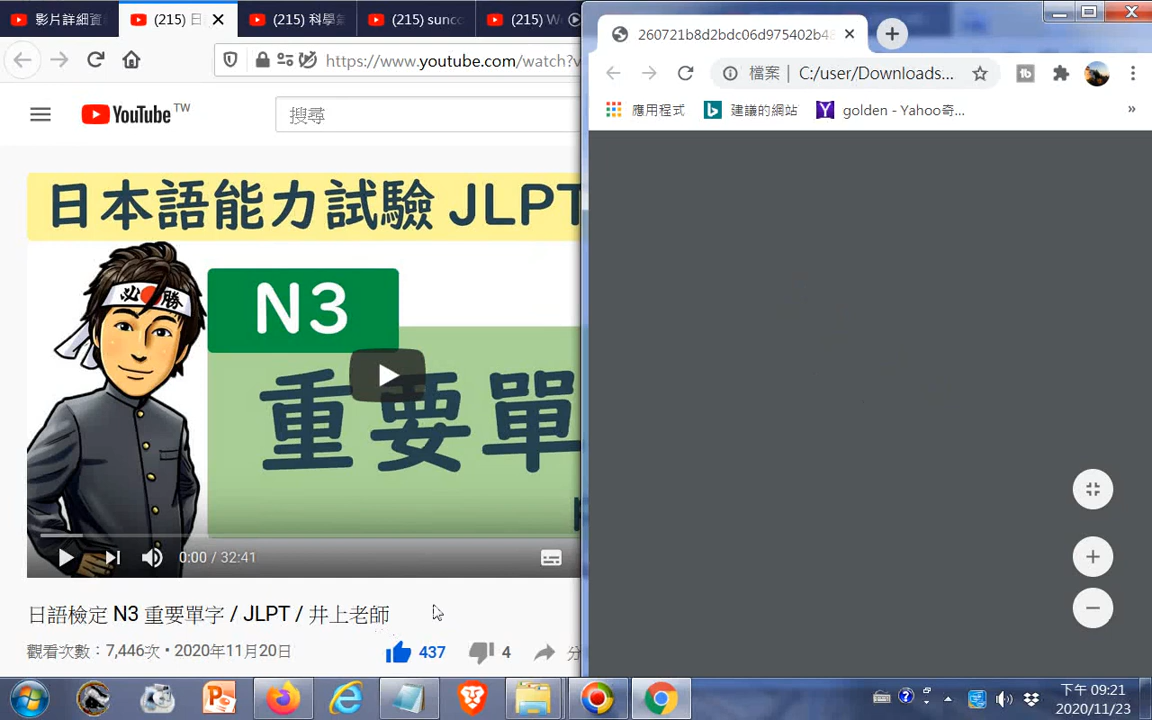 影片詳細資
(215) 日
(215) 科學
(215) sunco
(215) W
https://www.youtube.com/watch?v
YouTube TW
搜尋
日本語能力試驗 JLPT
必勝
N3
重要單
0:00 / 32:41
日語檢定 N3 重要單字 / JLPT / 井上老師
觀看次數：7,446次 • 2020年11月20日
437
4
分
260721b8d2bdc06d975402b48
檔案 | C:/user/Downloads...
應用程式
建議的網站
golden - Yahoo奇...
»
下午 09:21
2020/11/23